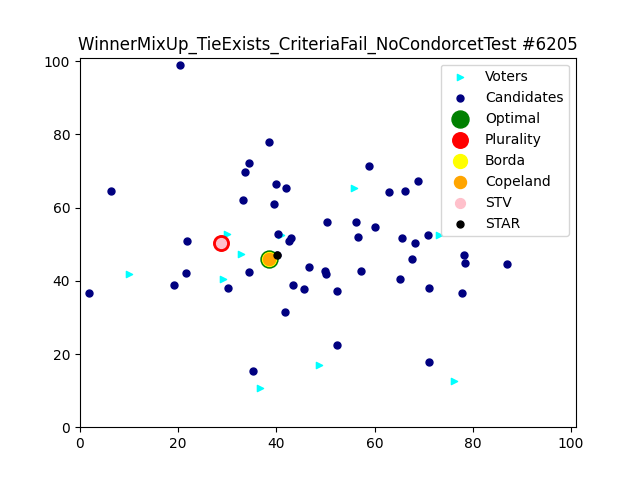 WinnerMixUp_TieExists_CriteriaFail_NoCondorcetTest #6205
100
80
60
40
20
0
0 20 40 60 80 100
Voters
Candidates
Optimal
Plurality
Borda
Copeland
STV
STAR